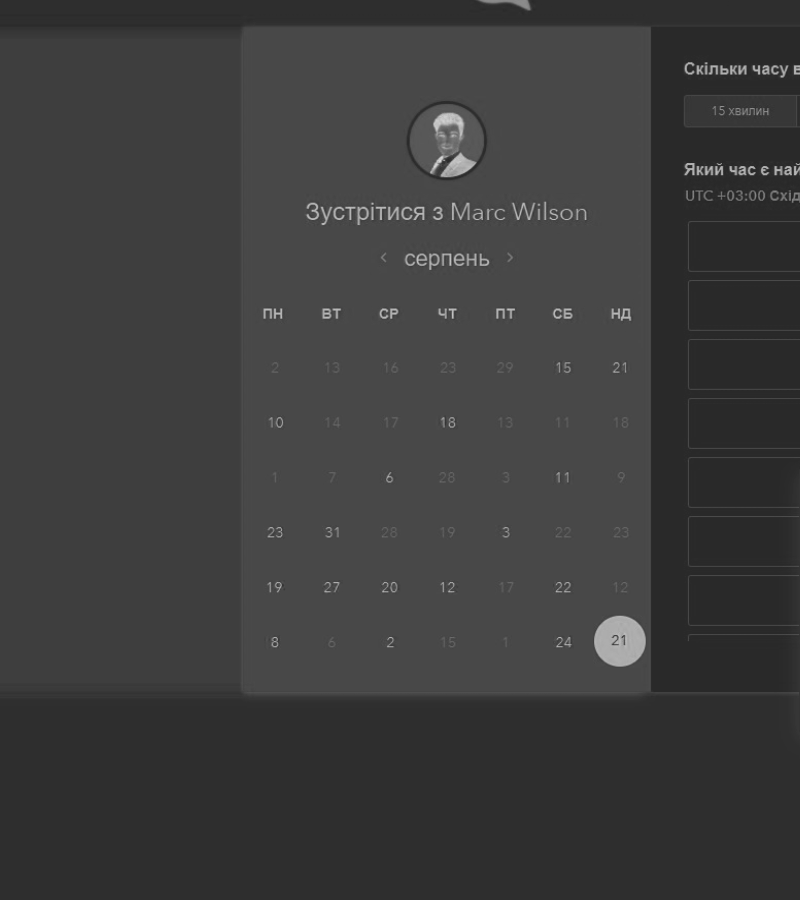 Зустрітися з Marc Wilson
серпень
ПН ВТ СР ЧТ ПТ СБ НД
2 13 16 23 29 15 21
10 14 17 18 13 11 18
1 7 6 28 3 11 9
23 31 28 19 3 22 23
19 27 20 12 17 22 12
8 6 2 15 1 24 21
Скільки часу в
15 хвилин
Який час є най
UTC +03:00 Схід